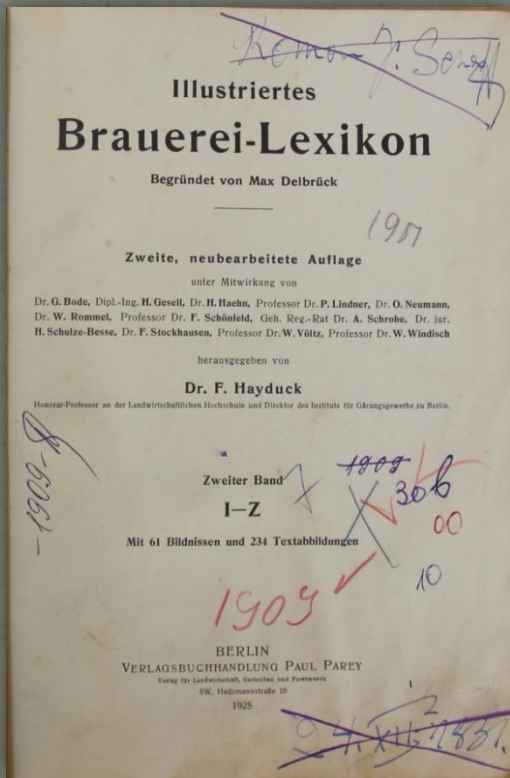 Roman J. 
Illustriertes
Brauerei-Lexikon
Begründet von Max Delbrück
Zweite, neubearbeitete Auflage
unter Mitwirkung von
Dr. G. Bode, Dipl.-Ing. H. Gesell, Dr. H. Haehn, Professor Dr. P. Lindner, Dr. O. Neumann,
Dr. W. Rommel, Professor Dr. F. Schönfeld, Geh. Reg.-Rat Dr. A. Schrohe, Dr. jur.
H. Schulze-Besse, Dr. F. Stockhausen, Professor Dr. W. Völtz, Professor Dr. W. Windisch
herausgegeben von
Dr. F. Hayduck
Honorar-Professor an der Landwirtschaftlichen Hochschule und Direktor des Instituts für Gärungsgewerbe zu Berlin.
Zweiter Band
1909
I—Z
30
00
Mit 61 Bildnissen und 234 Textabbildungen
10
1909
BERLIN
VERLAGSBUCHHANDLUNG PAUL PAREY
Verlag für Landwirtschaft, Gartenbau und Forstwesen
SW, Hedemannstraße 10
1925